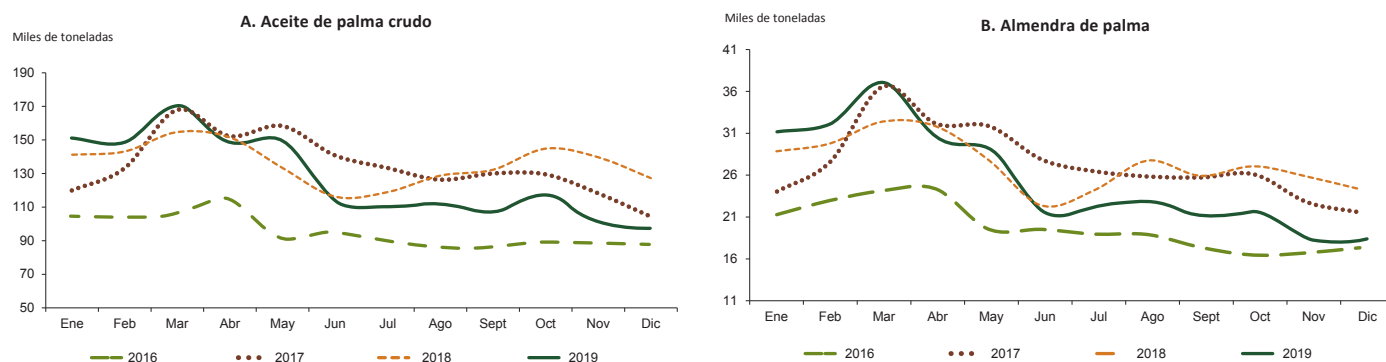 A. Aceite de palma crudo
Miles de toneladas
190
170
150
130
110
90
70
50
Ene Feb Mar Abr May Jun Jul Ago Sept Oct Nov Dic
2016 2017 2018 2019
Miles de toneladas
B. Almendra de palma
41
36
31
26
21
16
11
Ene Feb Mar Abr May Jun Jul Ago Sept Oct Nov Dic
2016 2017 2018 2019